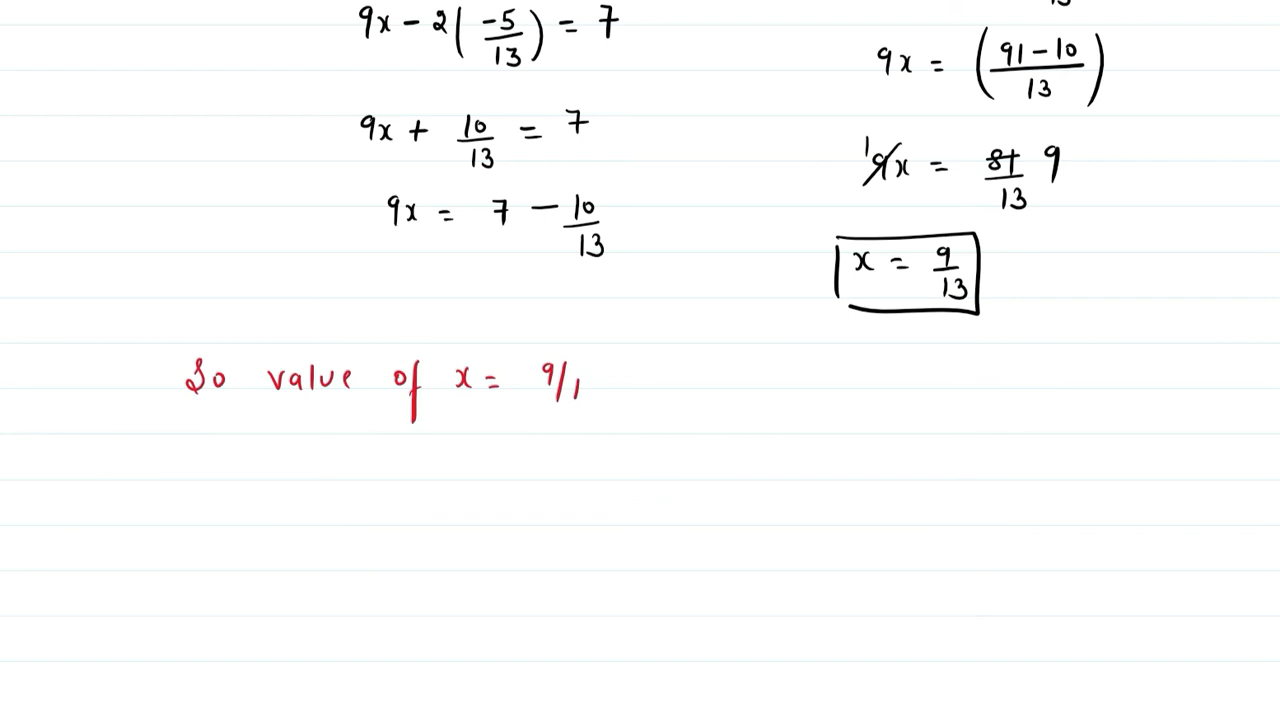 9x - 2(-5/13) = 7
9x + 10/13 = 7
9x = 7 - 10/13
9x = (91 - 10/13)
1 9x = 81/13 9
x = 9/13
So value of x = 9/1